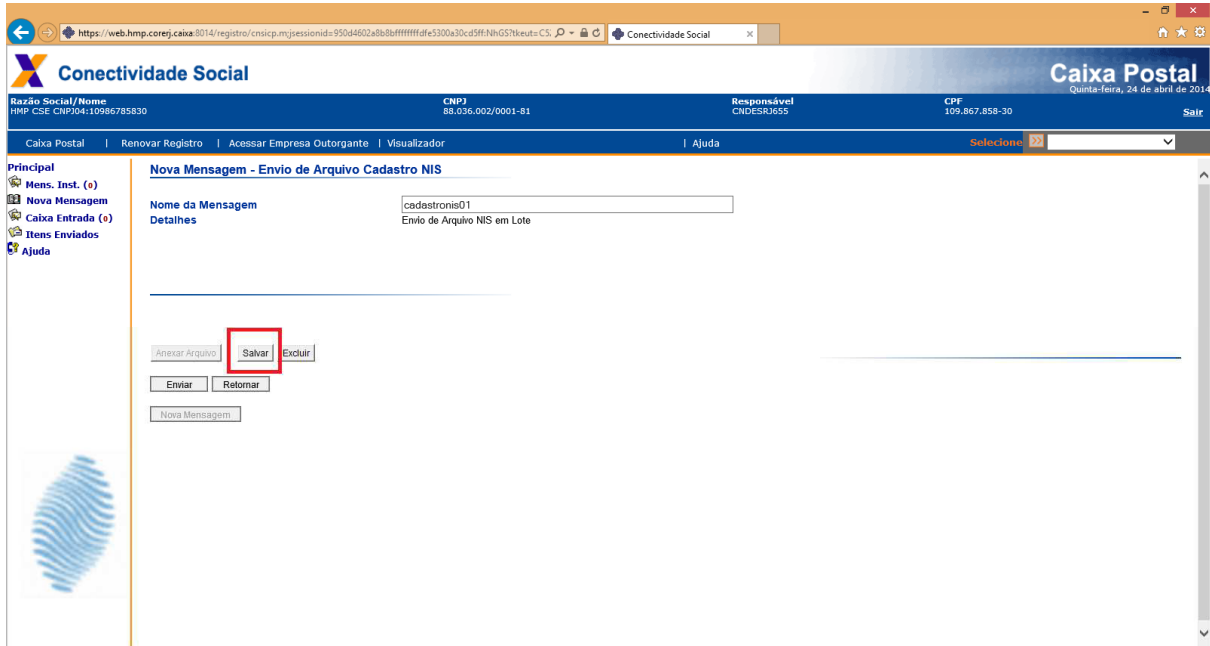 https://web.hmp.corerj.caixa:8014/registro/cnsicp.m;jsessionid=950d4602a8b8bffffffffdfe5300a30cd5ff:NhGS?tkeut=C5;
Conectividade Social
Conectividade Social
Caixa Postal
Quinta-feira, 24 de abril de 2014
Razão Social/Nome CNPJ Responsável CPF
HMP CSE CNPJ04:10986785830 88.036.002/0001-81 CNDESRJ655 109.867.858-30
Sair
Caixa Postal | Renovar Registro | Acessar Empresa Outorgante | Visualizador | Ajuda Selecione
Principal
Mens. Inst. (0)
Nova Mensagem
Caixa Entrada (0)
Itens Enviados
Ajuda
Nova Mensagem - Envio de Arquivo Cadastro NIS
Nome da Mensagem cadastronis01
Detalhes Envio de Arquivo NIS em Lote
Anexar Arquivo Salvar Excluir
Enviar Retornar
Nova Mensagem